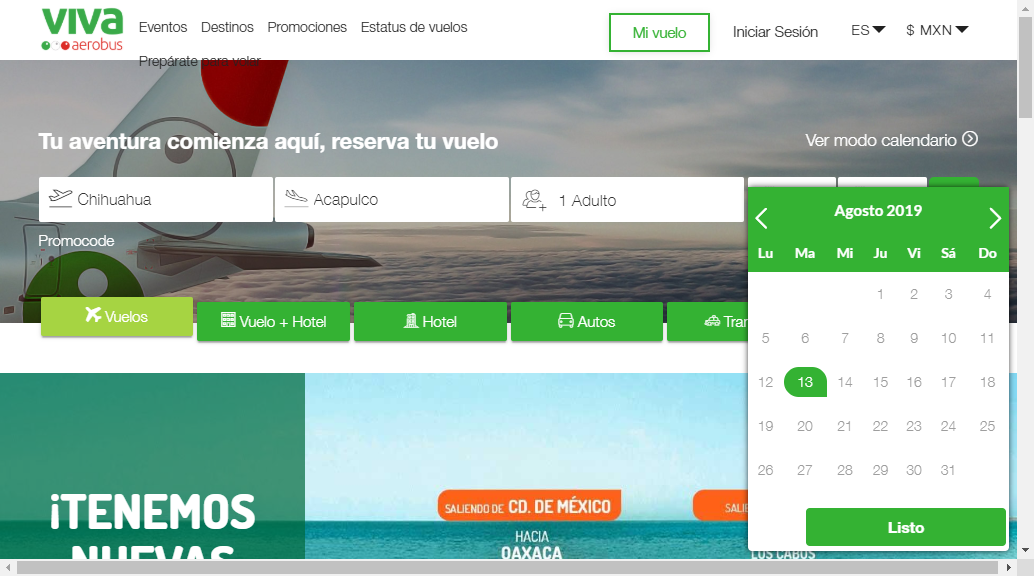 viva
aerobus
Eventos Destinos Promociones Estatus de vuelos
Prepárate para volar
Mi vuelo
Iniciar Sesión
ES
$ MXN
Tu aventura comienza aquí, reserva tu vuelo
Ver modo calendario
Chihuahua
Acapulco
1 Adulto
Promocode
Vuelos
Vuelo + Hotel
Hotel
Autos
Agosto 2019
Lu Ma Mi Ju Vi Sá Do
1 2 3 4
5 6 7 8 9 10 11
12 13 14 15 16 17 18
19 20 21 22 23 24 25
26 27 28 29 30 31
Listo
¡TENEMOS
NUEVAS
SALIENDO DE CD. DE MÉXICO
HACIA
OAXACA
LOS CABOS